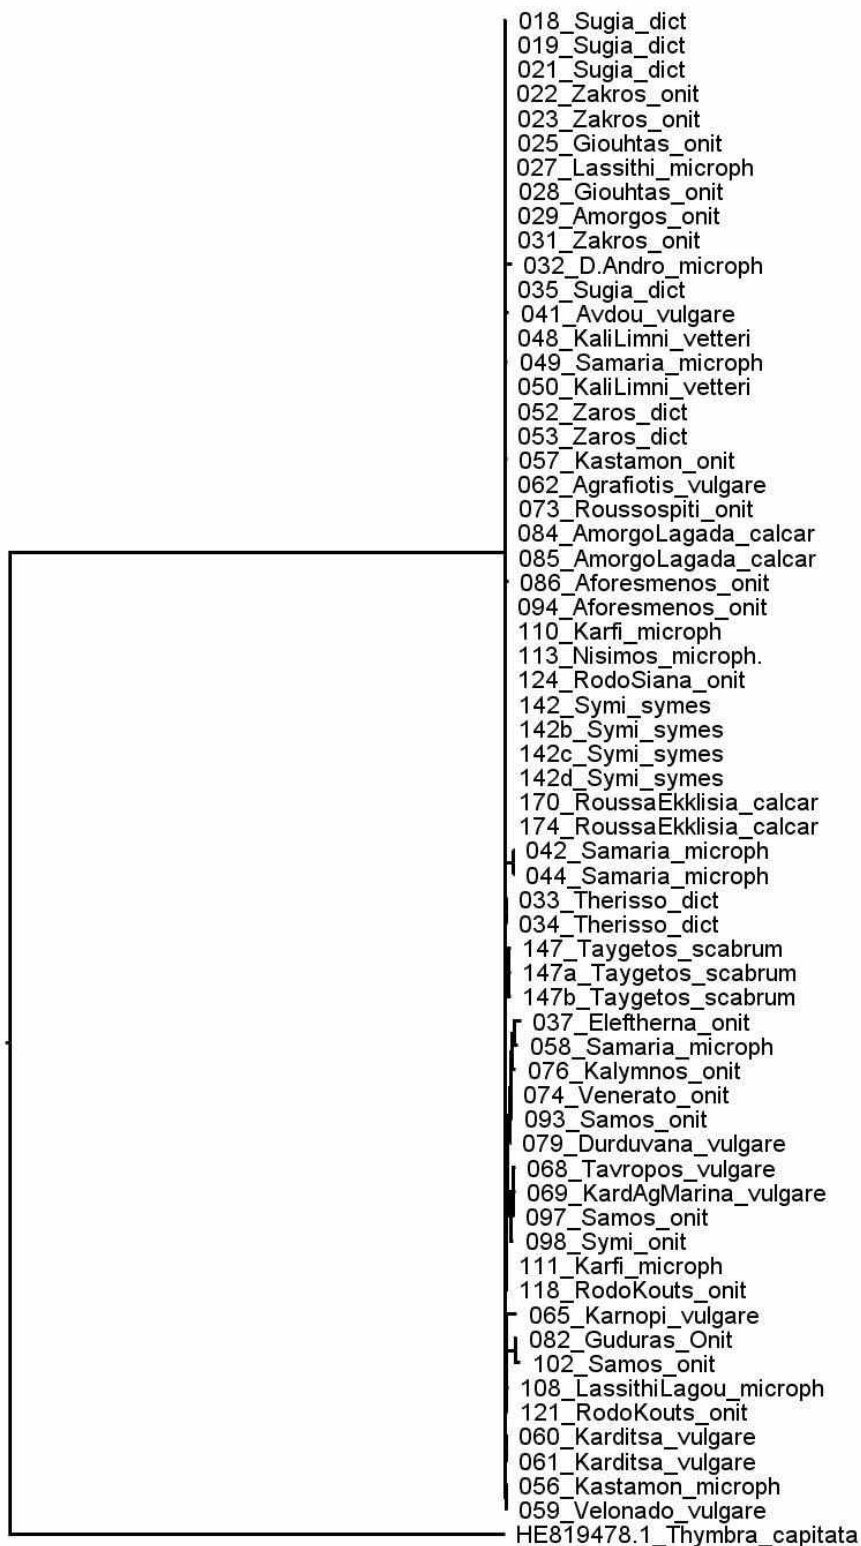 018_Sugia_dict
019_Sugia_dict
021_Sugia_dict
022_Zakros_onit
023_Zakros_onit
025_Giouhtas_onit
027_Lassithi_microph
028_Giouhtas_onit
029_Amorgos_onit
031_Zakros_onit
032_D.Andro_microph
035_Sugia_dict
041_Avdou_vulgare
048_KaliLimni_vetteri
049_Samaria_microph
050_KaliLimni_vetteri
052_Zaros_dict
053_Zaros_dict
057_Kastamon_onit
062_Agrafiotis_vulgare
073_Roussospiti_onit
084_AmorgoLagada_calcar
085_AmorgoLagada_calcar
086_Aforesmenos_onit
094_Aforesmenos_onit
110_Karfi_microph
113_Nisimos_microph.
124_RodoSiana_onit
142_Symi_symes
142b_Symi_symes
142c_Symi_symes
142d_Symi_symes
170_RoussaEkklisia_calcar
174_RoussaEkklisia_calcar
042_Samaria_microph
044_Samaria_microph
033_Therisso_dict
034_Therisso_dict
147_Taygetos_scabrum
147a_Taygetos_scabrum
147b_Taygetos_scabrum
037_Eleftherna_onit
058_Samaria_microph
076_Kalymnos_onit
074_Venerato_onit
093_Samos_onit
079_Durduvana_vulgare
068_Tavropos_vulgare
069_KardAgMarina_vulgare
097_Samos_onit
098_Symi_onit
111_Karfi_microph
118_RodoKouts_onit
065_Karnopi_vulgare
082_Guduras_Onit
102_Samos_onit
108_LassithiLagou_microph
121_RodoKouts_onit
060_Karditsa_vulgare
061_Karditsa_vulgare
056_Kastamon_microph
059_Velonado_vulgare
HE819478.1_Thymbra_capitata